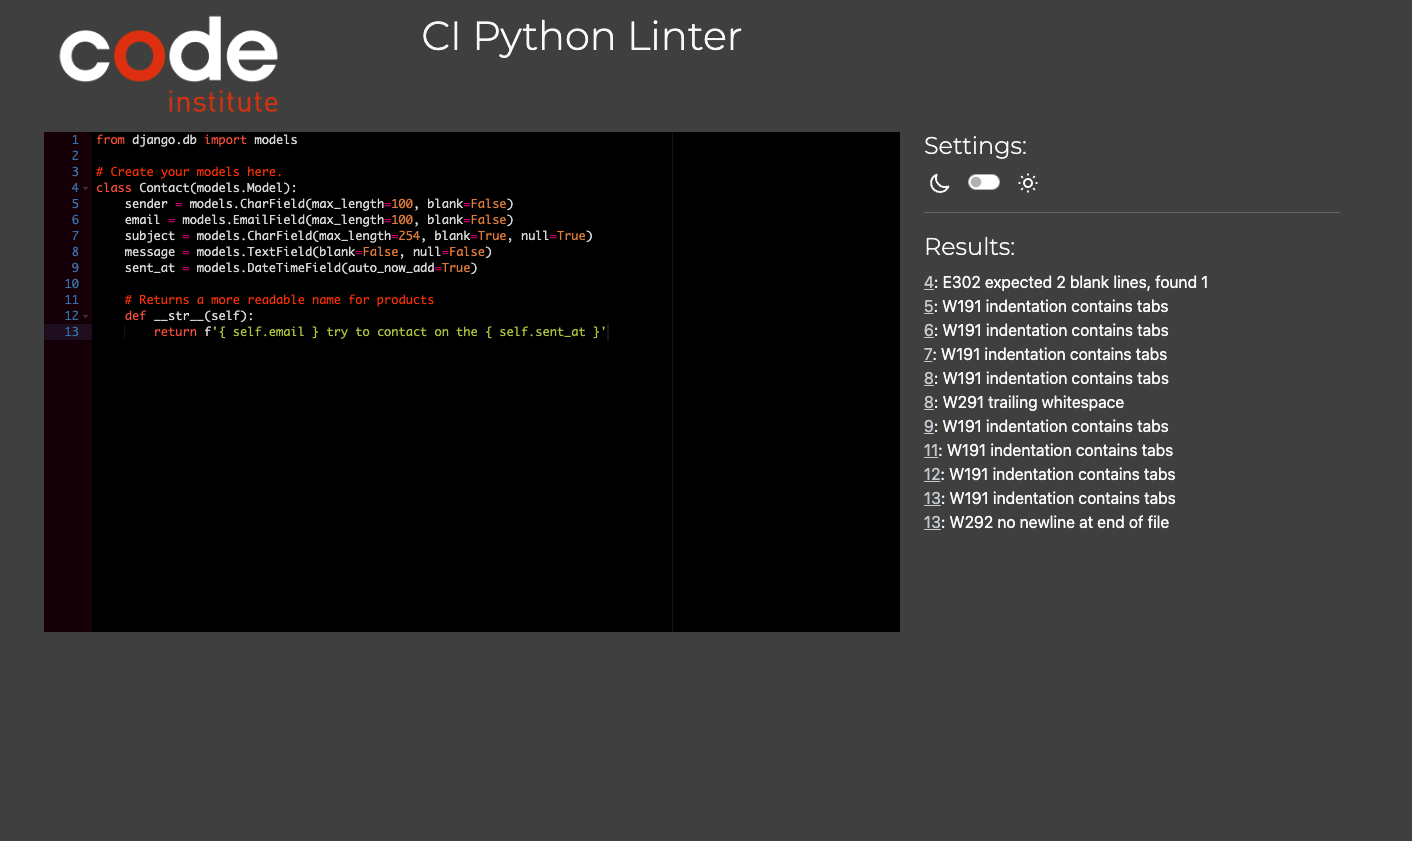 code
institute
CI Python Linter
1 from django.db import models
2
3 # Create your models here.
4 class Contact(models.Model):
5     sender = models.CharField(max_length=100, blank=False)
6     email = models.EmailField(max_length=100, blank=False)
7     subject = models.CharField(max_length=254, blank=True, null=True)
8     message = models.TextField(blank=False, null=False)
9     sent_at = models.DateTimeField(auto_now_add=True)
10
11     # Returns a more readable name for products
12     def __str__(self):
13         return f'{ self.email } try to contact on the { self.sent_at }'
Settings:
Results:
4: E302 expected 2 blank lines, found 1
5: W191 indentation contains tabs
6: W191 indentation contains tabs
7: W191 indentation contains tabs
8: W191 indentation contains tabs
8: W291 trailing whitespace
9: W191 indentation contains tabs
11: W191 indentation contains tabs
12: W191 indentation contains tabs
13: W191 indentation contains tabs
13: W292 no newline at end of file